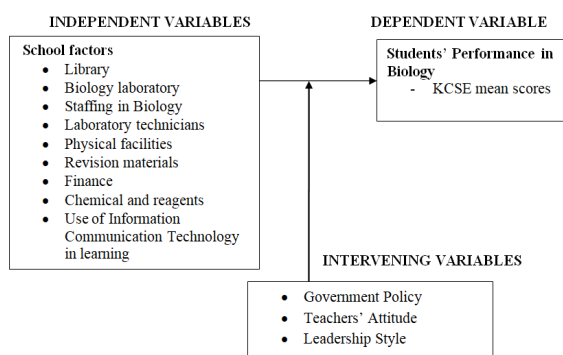 INDEPENDENT VARIABLES
School factors
• Library
• Biology laboratory
• Staffing in Biology
• Laboratory technicians
• Physical facilities
• Revision materials
• Finance
• Chemical and reagents
• Use of Information
Communication Technology
in learning
DEPENDENT VARIABLE
Students' Performance in
Biology
- KCSE mean scores
INTERVENING VARIABLES
• Government Policy
• Teachers' Attitude
• Leadership Style